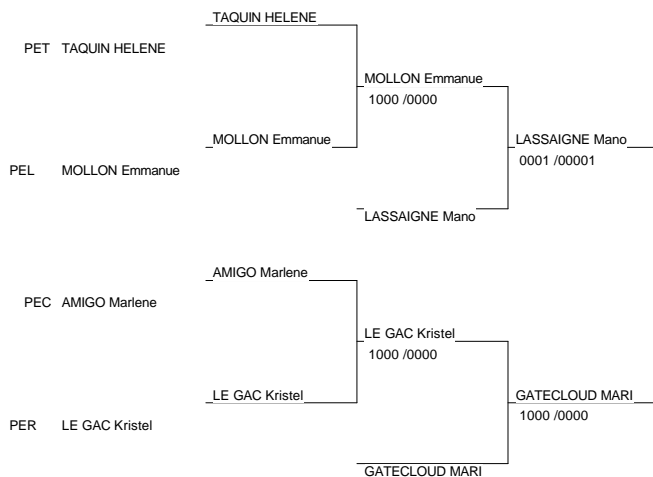 TAQUIN HELENE
PET TAQUIN HELENE
MOLLON Emmanue
1000 /0000
MOLLON Emmanue
LASSAIGNE Mano
0001 /00001
PEL MOLLON Emmanue
LASSAIGNE Mano
AMIGO Marlene
PEC AMIGO Marlene
LE GAC Kristel
1000 /0000
LE GAC Kristel
GATECLOUD MARI
1000 /0000
PER LE GAC Kristel
GATECLOUD MARI